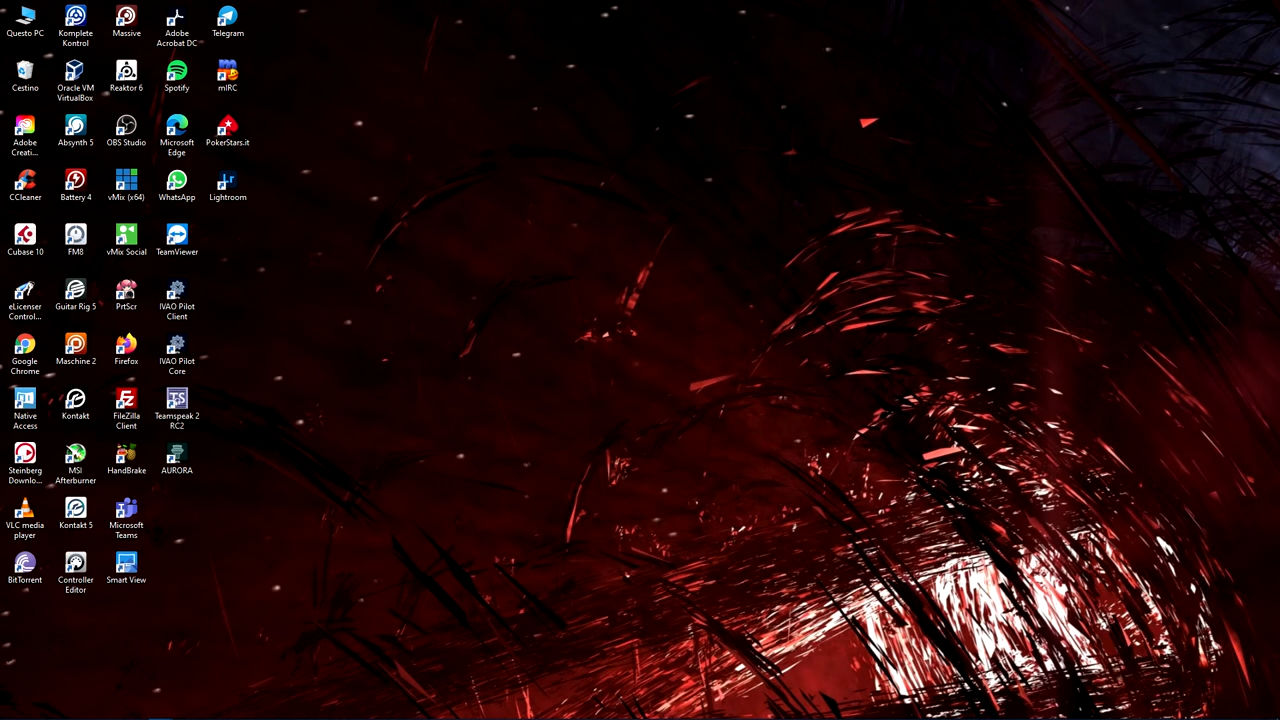 Questo PC
Komplete
Kontrol
Massive
Adobe
Acrobat DC
Telegram
Cestino
Oracle VM
VirtualBox
Reaktor 6
Spotify
mIRC
Adobe
Creati...
Absynth 5
OBS Studio
Microsoft
Edge
PokerStars.it
CCleaner
Battery 4
vMix (x64)
WhatsApp
Lightroom
Cubase 10
FM8
vMix Social
TeamViewer
eLicenser
Control...
Guitar Rig 5
PrtScr
IVAO Pilot
Client
Google
Chrome
Maschine 2
Firefox
IVAO Pilot
Core
Native
Access
Kontakt
FileZilla
Client
Teamspeak 2
RC2
Steinberg
Downlo...
MSI
Afterburner
HandBrake
AURORA
VLC media
player
Kontakt 5
Microsoft
Teams
BitTorrent
Controller
Editor
Smart View